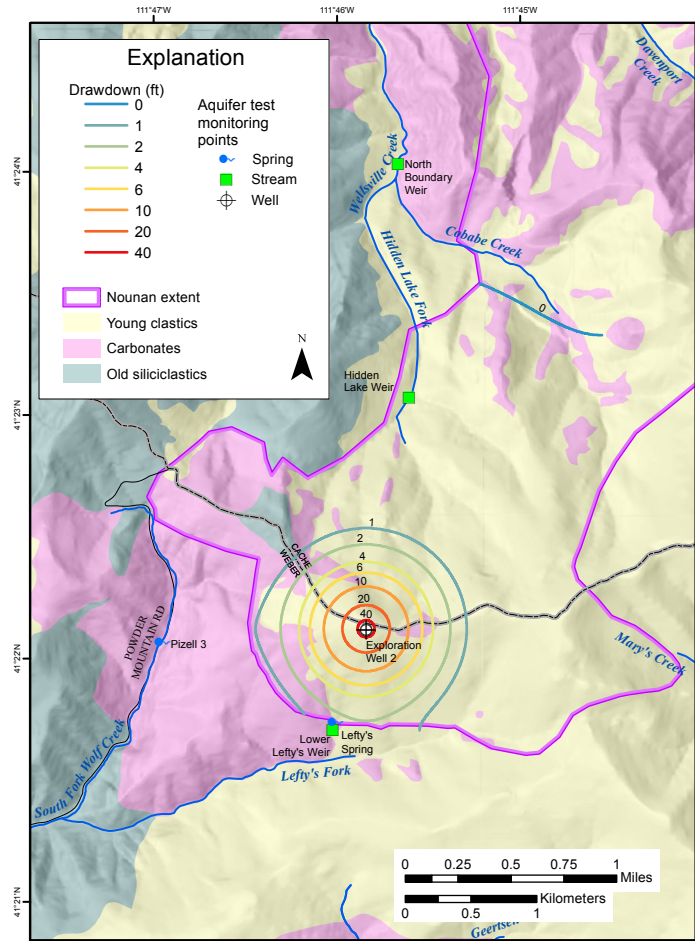 111°47'W
111°46'W
111°45'W
41°24'N
41°23'N
41°22'N
41°21'N
Explanation
Drawdown (ft)
0
1
2
4
6
10
20
40
Aquifer test
monitoring
points
Spring
Stream
Well
Nounan extent
Young clastics
Carbonates
Old siliciclastics
N
Davenport
Creek
Wellsville Creek
North
Boundary
Weir
Cobabe Creek
Hidden Lake Fork
0
Hidden
Lake Weir
1
2
4
6
10
20
40
CACHE
WEBER
Exploration
Well 2
POWDER
MOUNTAIN RD
Pizell 3
Mary's Creek
Lower
Lefty's Weir
Lefty's
Spring
Lefty's Fork
South Fork Wolf Creek
0 0.25 0.5 0.75 1
Miles
Kilometers
0 0.5 1